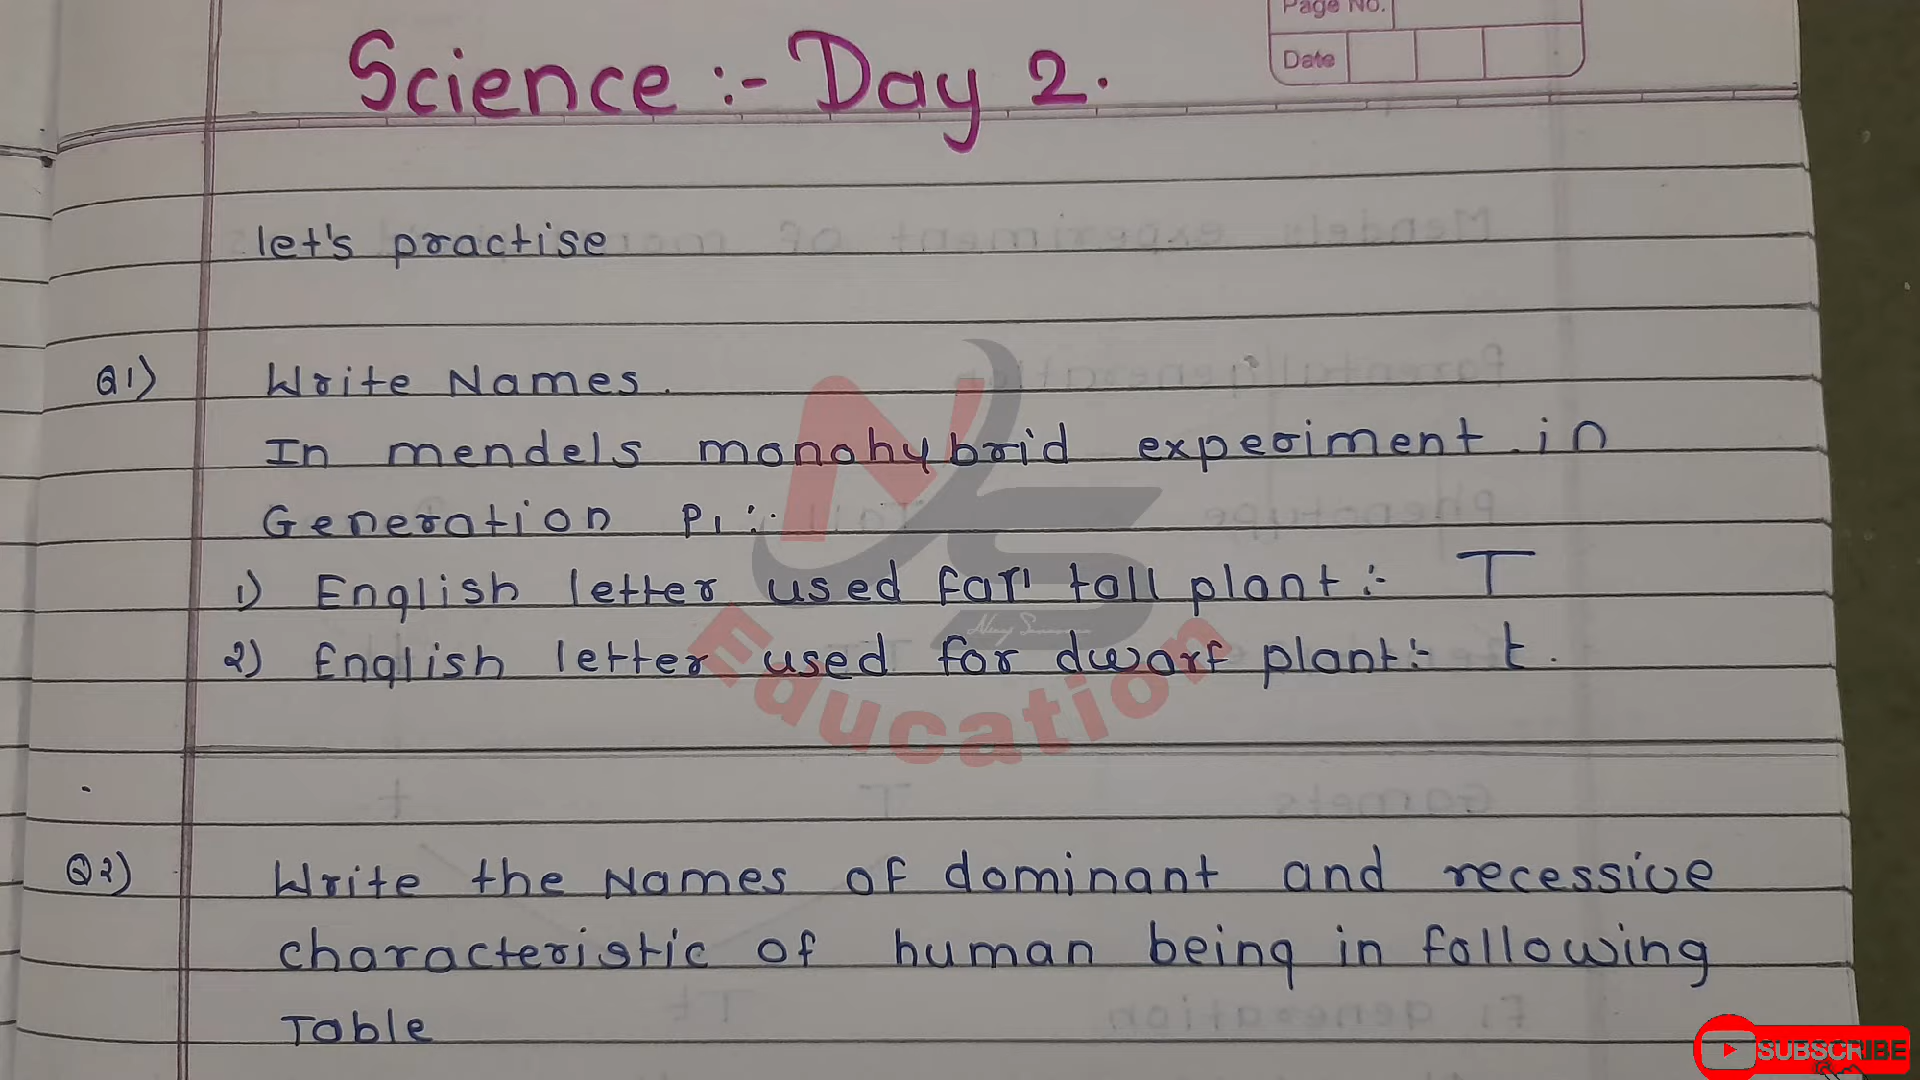 Page No.
Date
Science :- Day 2.
let's practise
Q1) Write Names.
In mendels monohybrid experiment in
Generation P1 :-
1) English letter used for tall plant :- T
2) English letter used for dwarf plant :- t.
NS
Education
Q2) Write the Names of dominant and recessive
characteristic of human being in following
Table
SUBSCRIBE